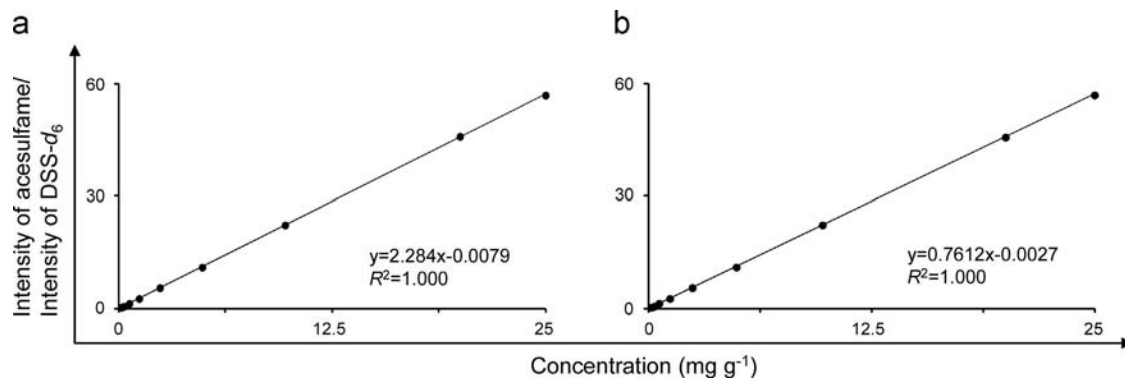 a
b
Intensity of acesulfame/
Intensity of DSS-d₆
60
30
0
y=2.284x-0.0079
R²=1.000
0
12.5
25
60
30
0
y=0.7612x-0.0027
R²=1.000
0
12.5
25
Concentration (mg g⁻¹)